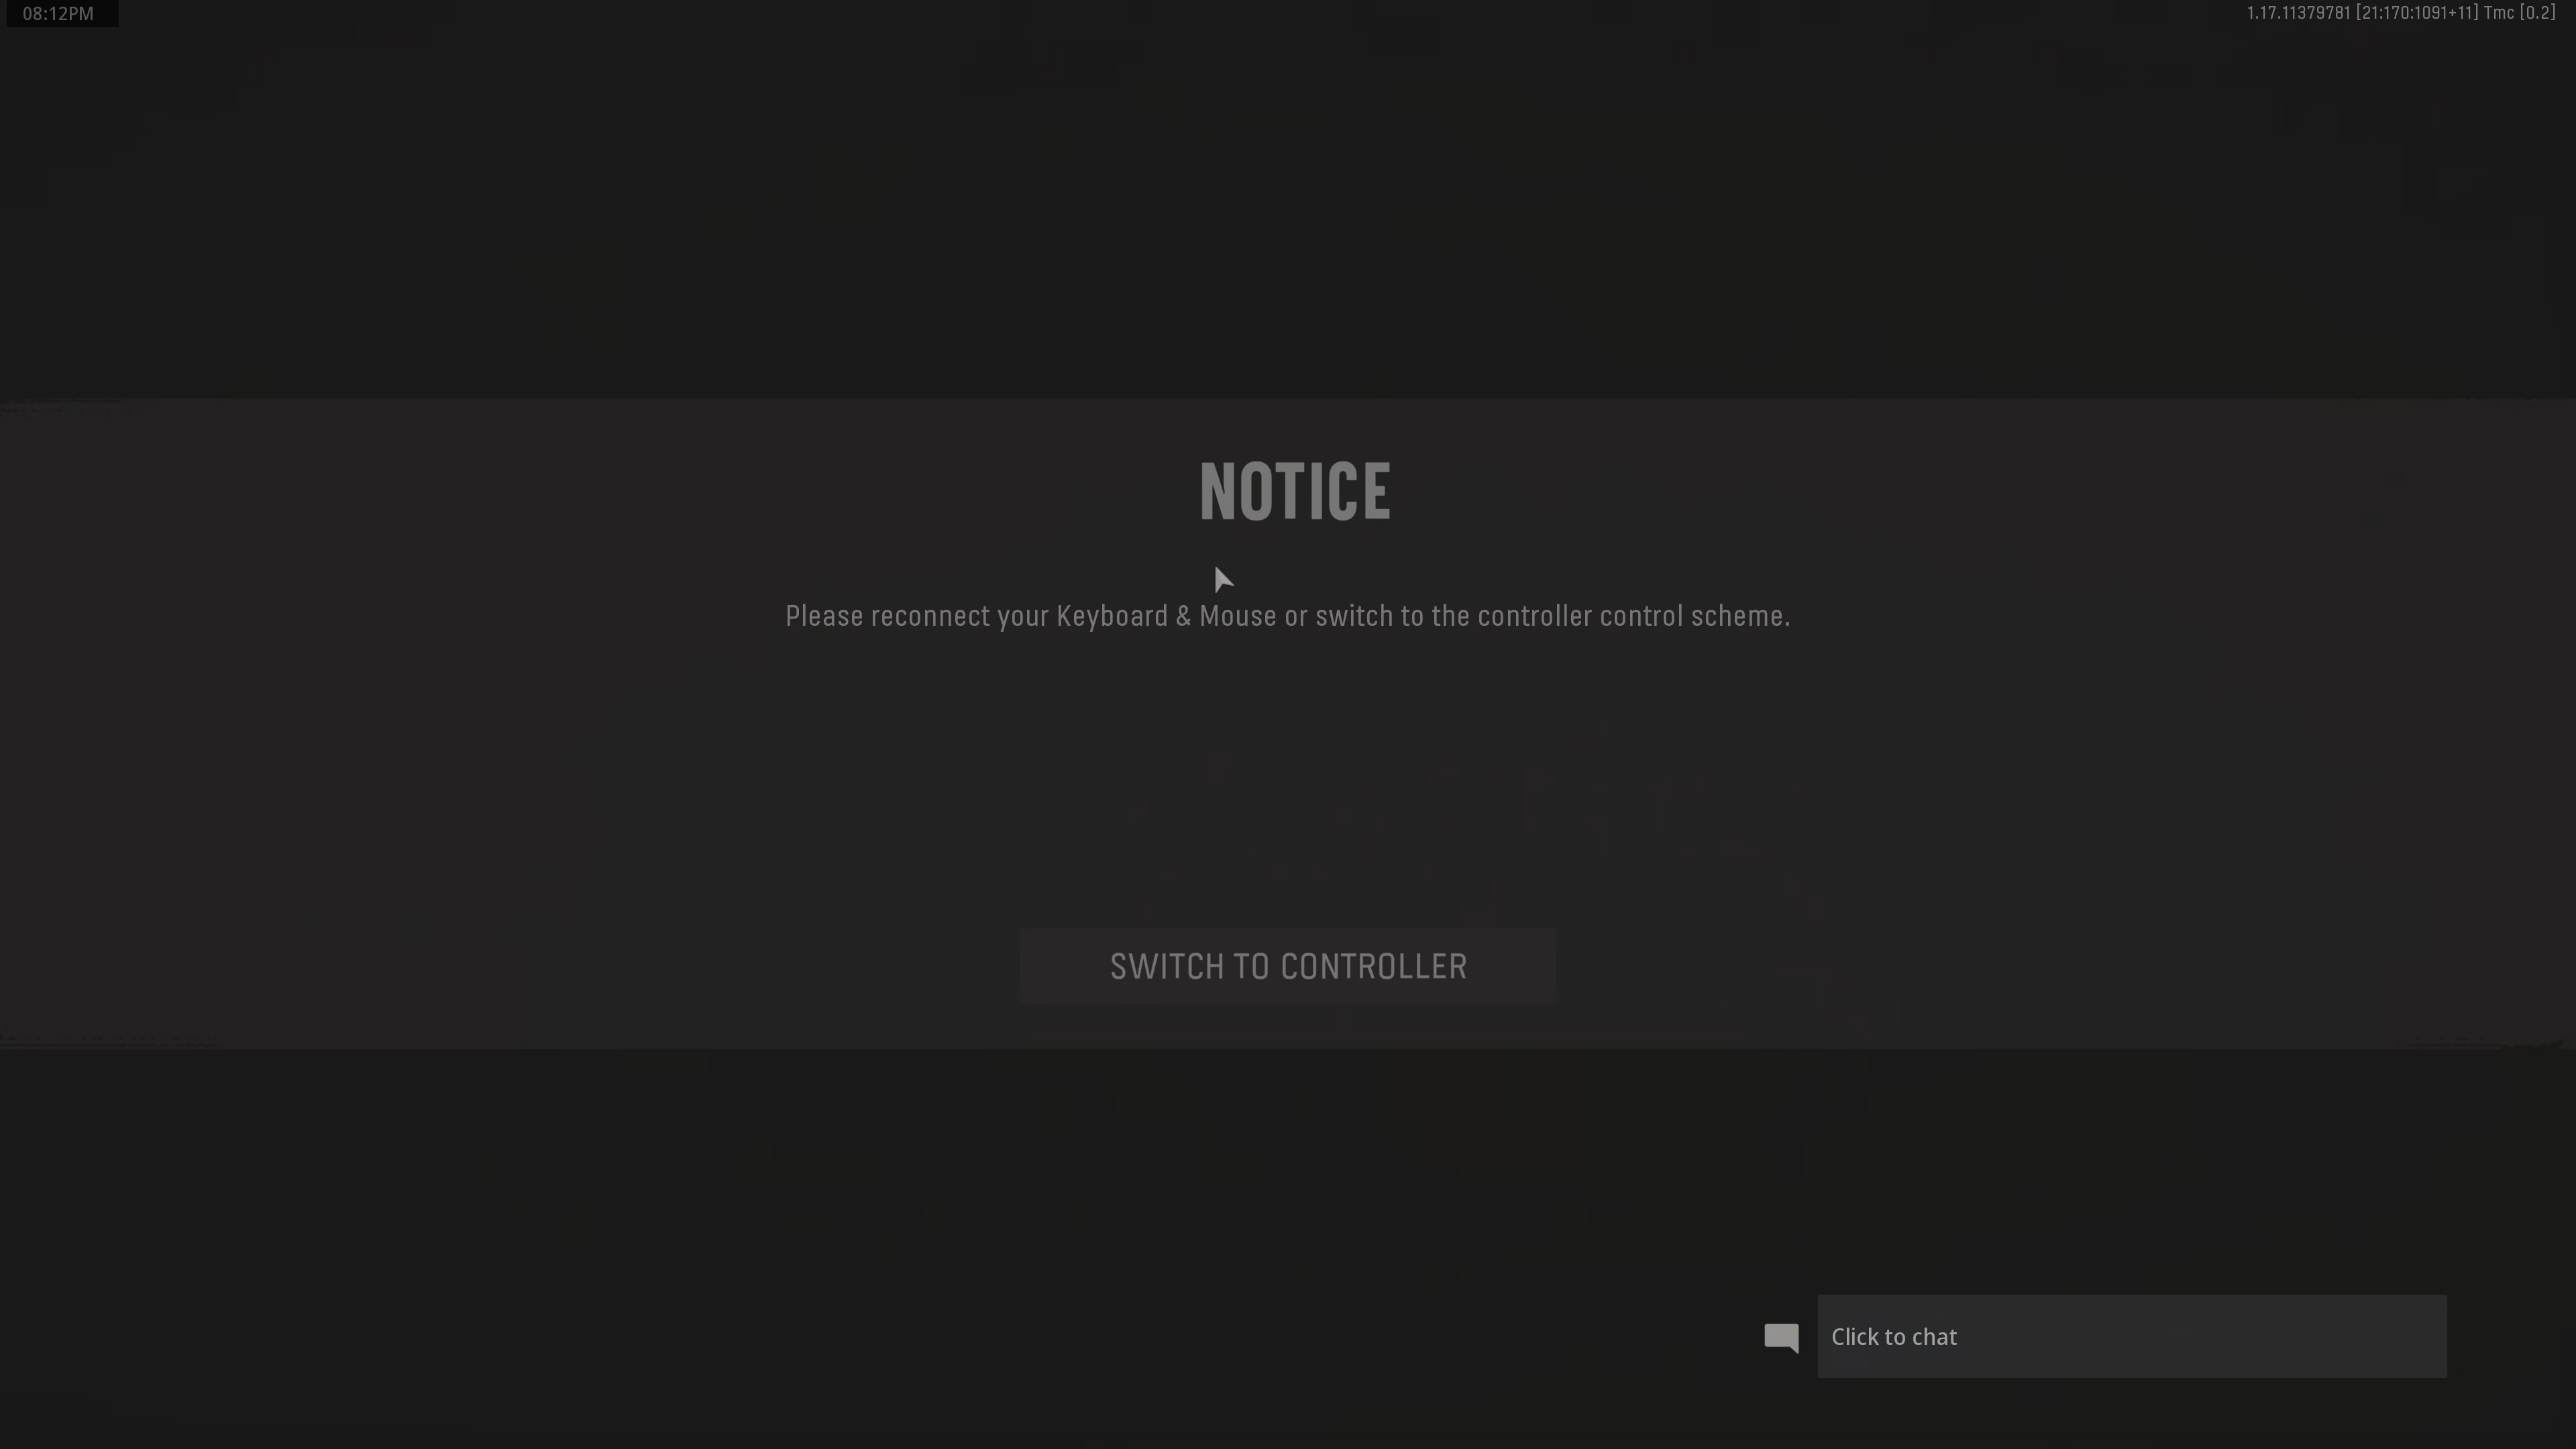 08:12PM
1.17.11379781 [21:170:1091+11] Tmc [0.2]
NOTICE
Please reconnect your Keyboard & Mouse or switch to the controller control scheme.
SWITCH TO CONTROLLER
Click to chat